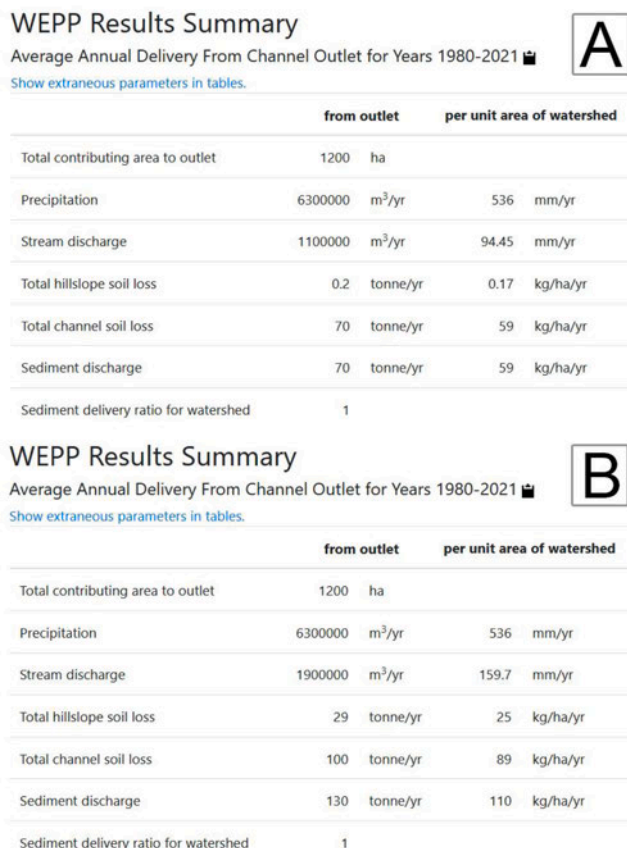 WEPP Results Summary
A
Average Annual Delivery From Channel Outlet for Years 1980-2021
Show extraneous parameters in tables.
from outlet per unit area of watershed
Total contributing area to outlet 1200 ha
Precipitation 6300000 m³/yr 536 mm/yr
Stream discharge 1100000 m³/yr 94.45 mm/yr
Total hillslope soil loss 0.2 tonne/yr 0.17 kg/ha/yr
Total channel soil loss 70 tonne/yr 59 kg/ha/yr
Sediment discharge 70 tonne/yr 59 kg/ha/yr
Sediment delivery ratio for watershed 1
WEPP Results Summary
B
Average Annual Delivery From Channel Outlet for Years 1980-2021
Show extraneous parameters in tables.
from outlet per unit area of watershed
Total contributing area to outlet 1200 ha
Precipitation 6300000 m³/yr 536 mm/yr
Stream discharge 1900000 m³/yr 159.7 mm/yr
Total hillslope soil loss 29 tonne/yr 25 kg/ha/yr
Total channel soil loss 100 tonne/yr 89 kg/ha/yr
Sediment discharge 130 tonne/yr 110 kg/ha/yr
Sediment delivery ratio for watershed 1